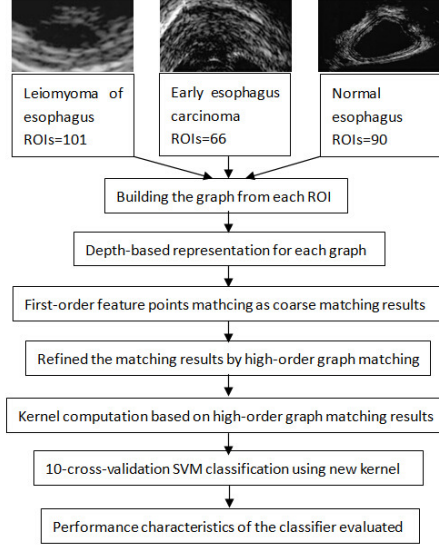 Leiomyoma of
esophagus
ROIs=101
Early esophagus
carcinoma
ROIs=66
Normal
esophagus
ROIs=90
Building the graph from each ROI
Depth-based representation for each graph
First-order feature points mathcing as coarse matching results
Refined the matching results by high-order graph matching
Kernel computation based on high-order graph matching results
10-cross-validation SVM classification using new kernel
Performance characteristics of the classifier evaluated